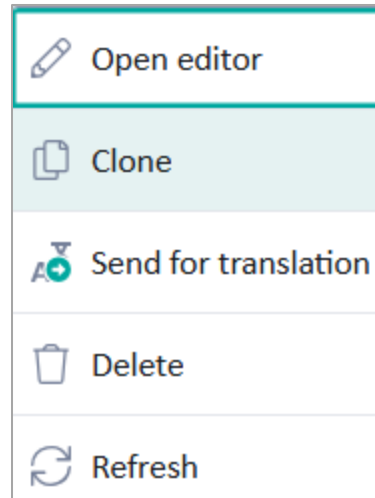 Open editor
Clone
Send for translation
Delete
Refresh